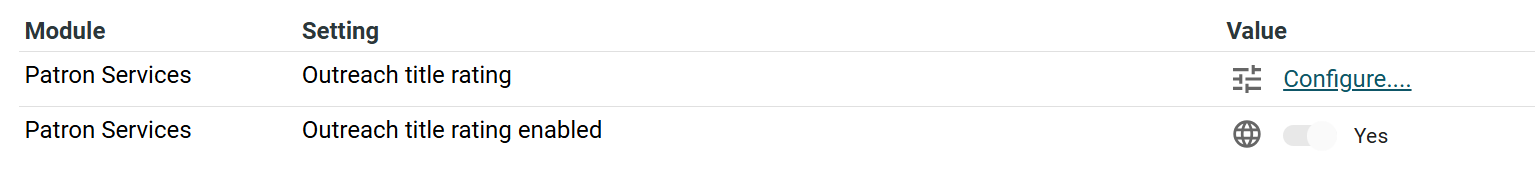 Module Setting Value
Patron Services Outreach title rating Configure....
Patron Services Outreach title rating enabled Yes